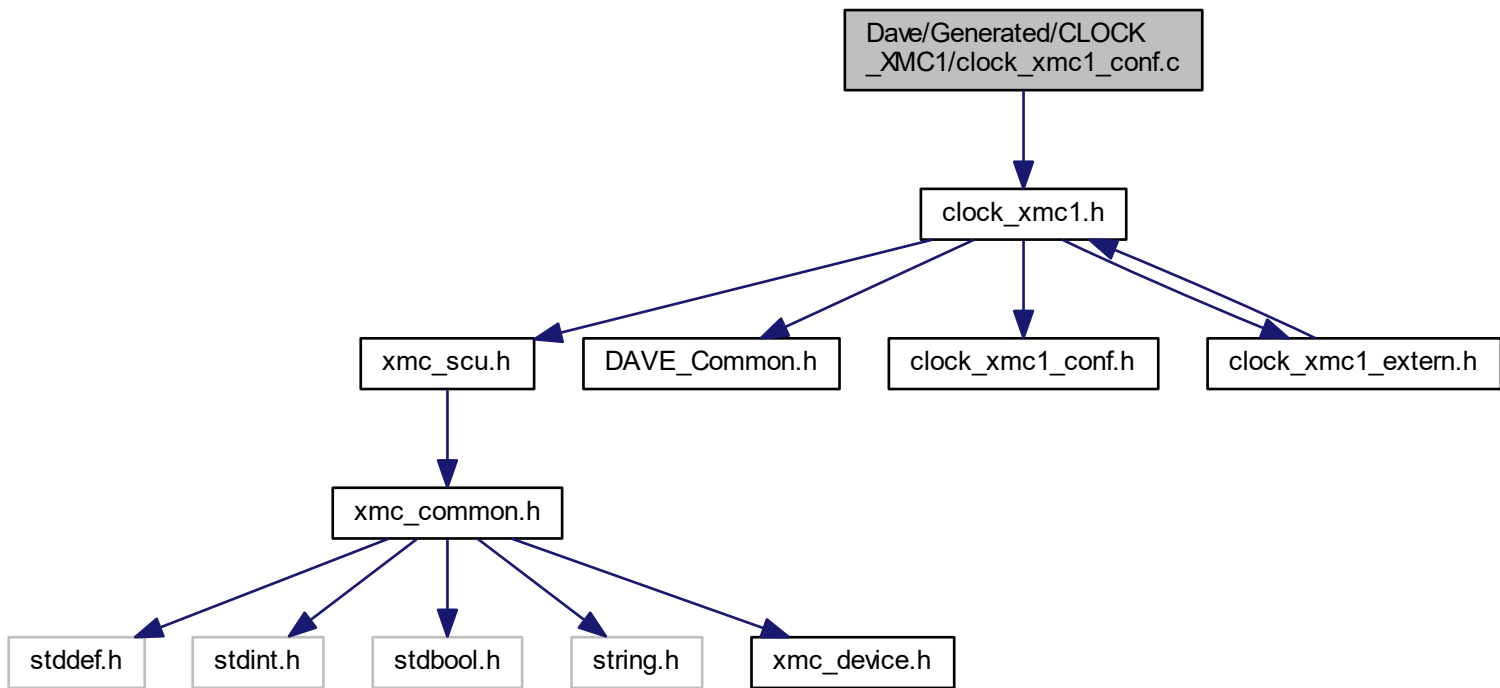 Dave/Generated/CLOCK
_XMC1/clock_xmc1_conf.c
clock_xmc1.h
xmc_scu.h
DAVE_Common.h
clock_xmc1_conf.h
clock_xmc1_extern.h
xmc_common.h
stddef.h
stdint.h
stdbool.h
string.h
xmc_device.h